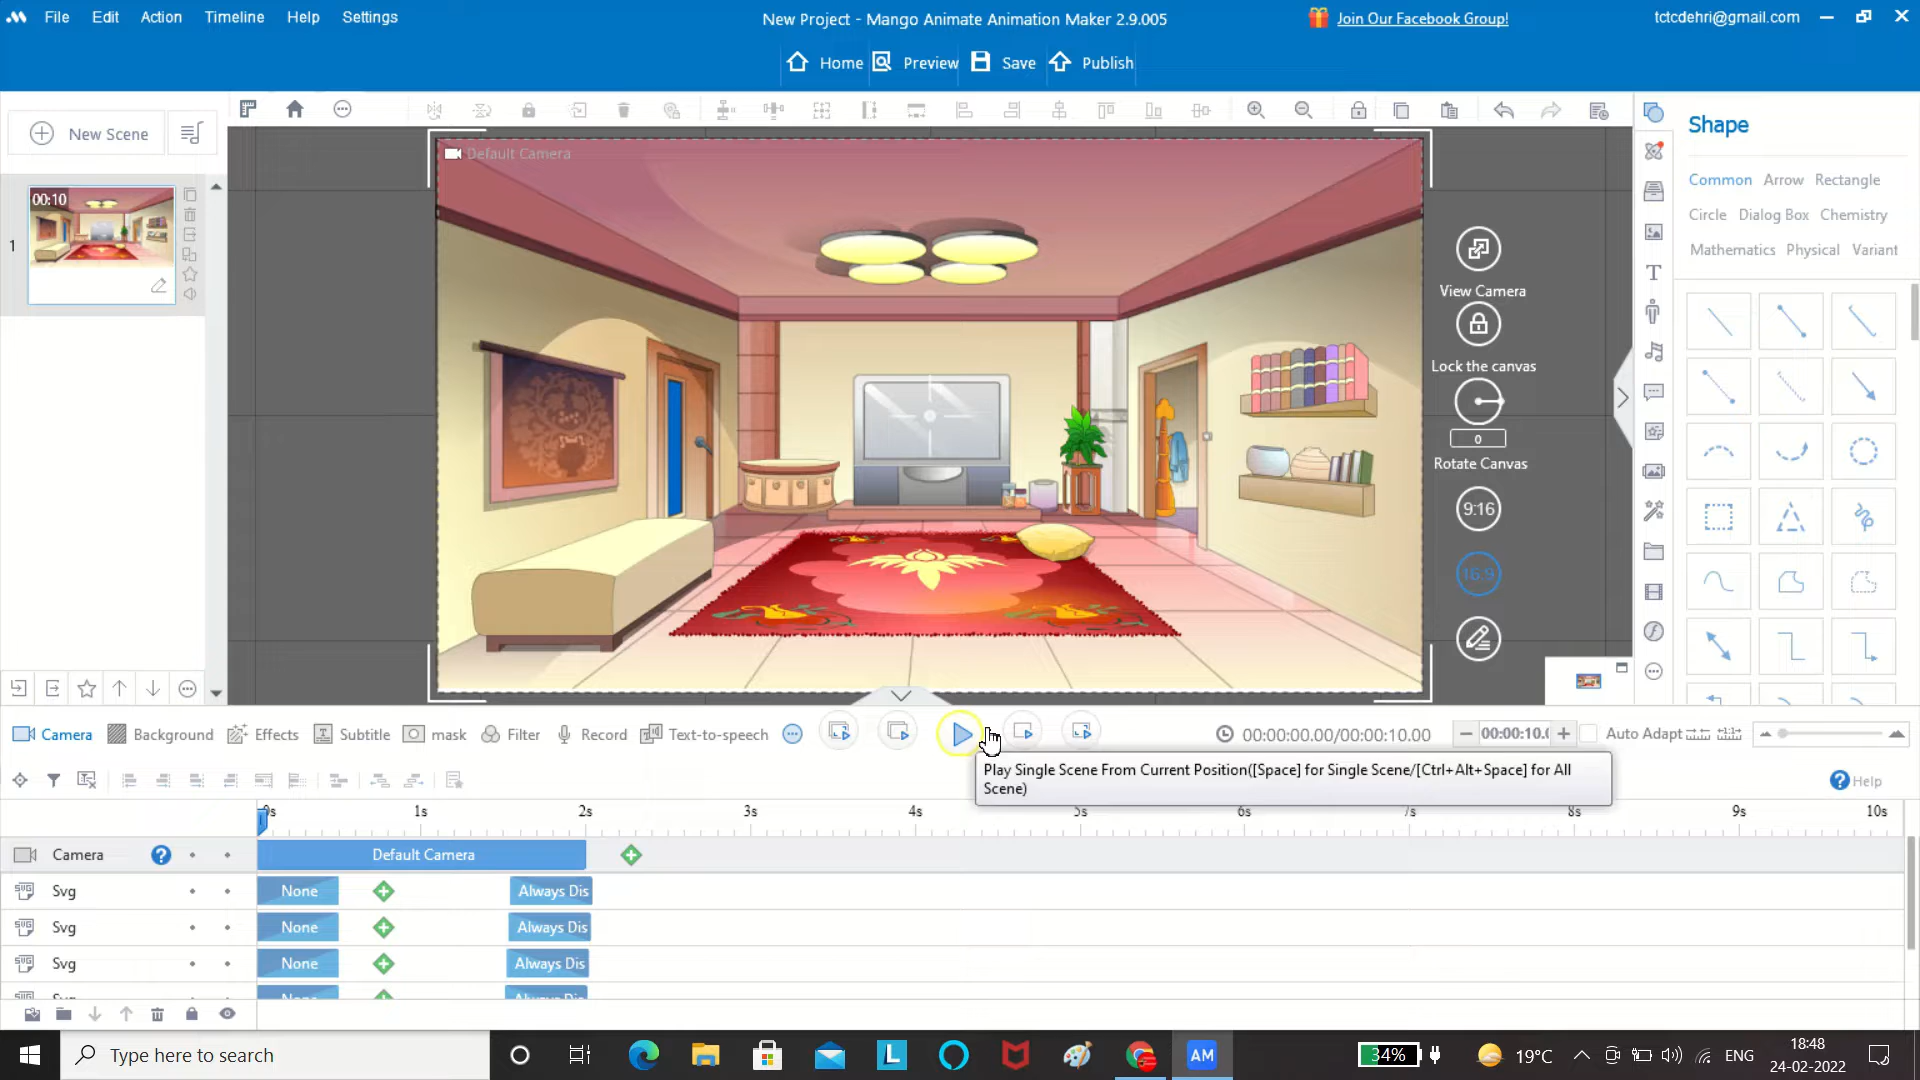 File Edit Action Timeline Help Settings
New Project - Mango Animate Animation Maker 2.9.005
Join Our Facebook Group!
tctcdehri@gmail.com
Home Preview Save Publish
New Scene
Default Camera
Shape
Common Arrow Rectangle
Circle Dialog Box Chemistry
Mathematics Physical Variant
00:10
1
View Camera
Lock the canvas
0
Rotate Canvas
9:16
16:9
Camera Background Effects Subtitle mask Filter Record Text-to-speech
00:00:00.00/00:00:10.00
00:00:10.
Auto Adapt
Play Single Scene From Current Position([Space] for Single Scene/[Ctrl+Alt+Space] for All
Scene)
Help
0s 1s 2s 3s 4s 5s 6s 7s 8s 9s 10s
Camera ? Default Camera
Svg None Always Dis
Svg None Always Dis
Svg None Always Dis
Type here to search
L
AM
34%
19°C
ENG
18:48
24-02-2022